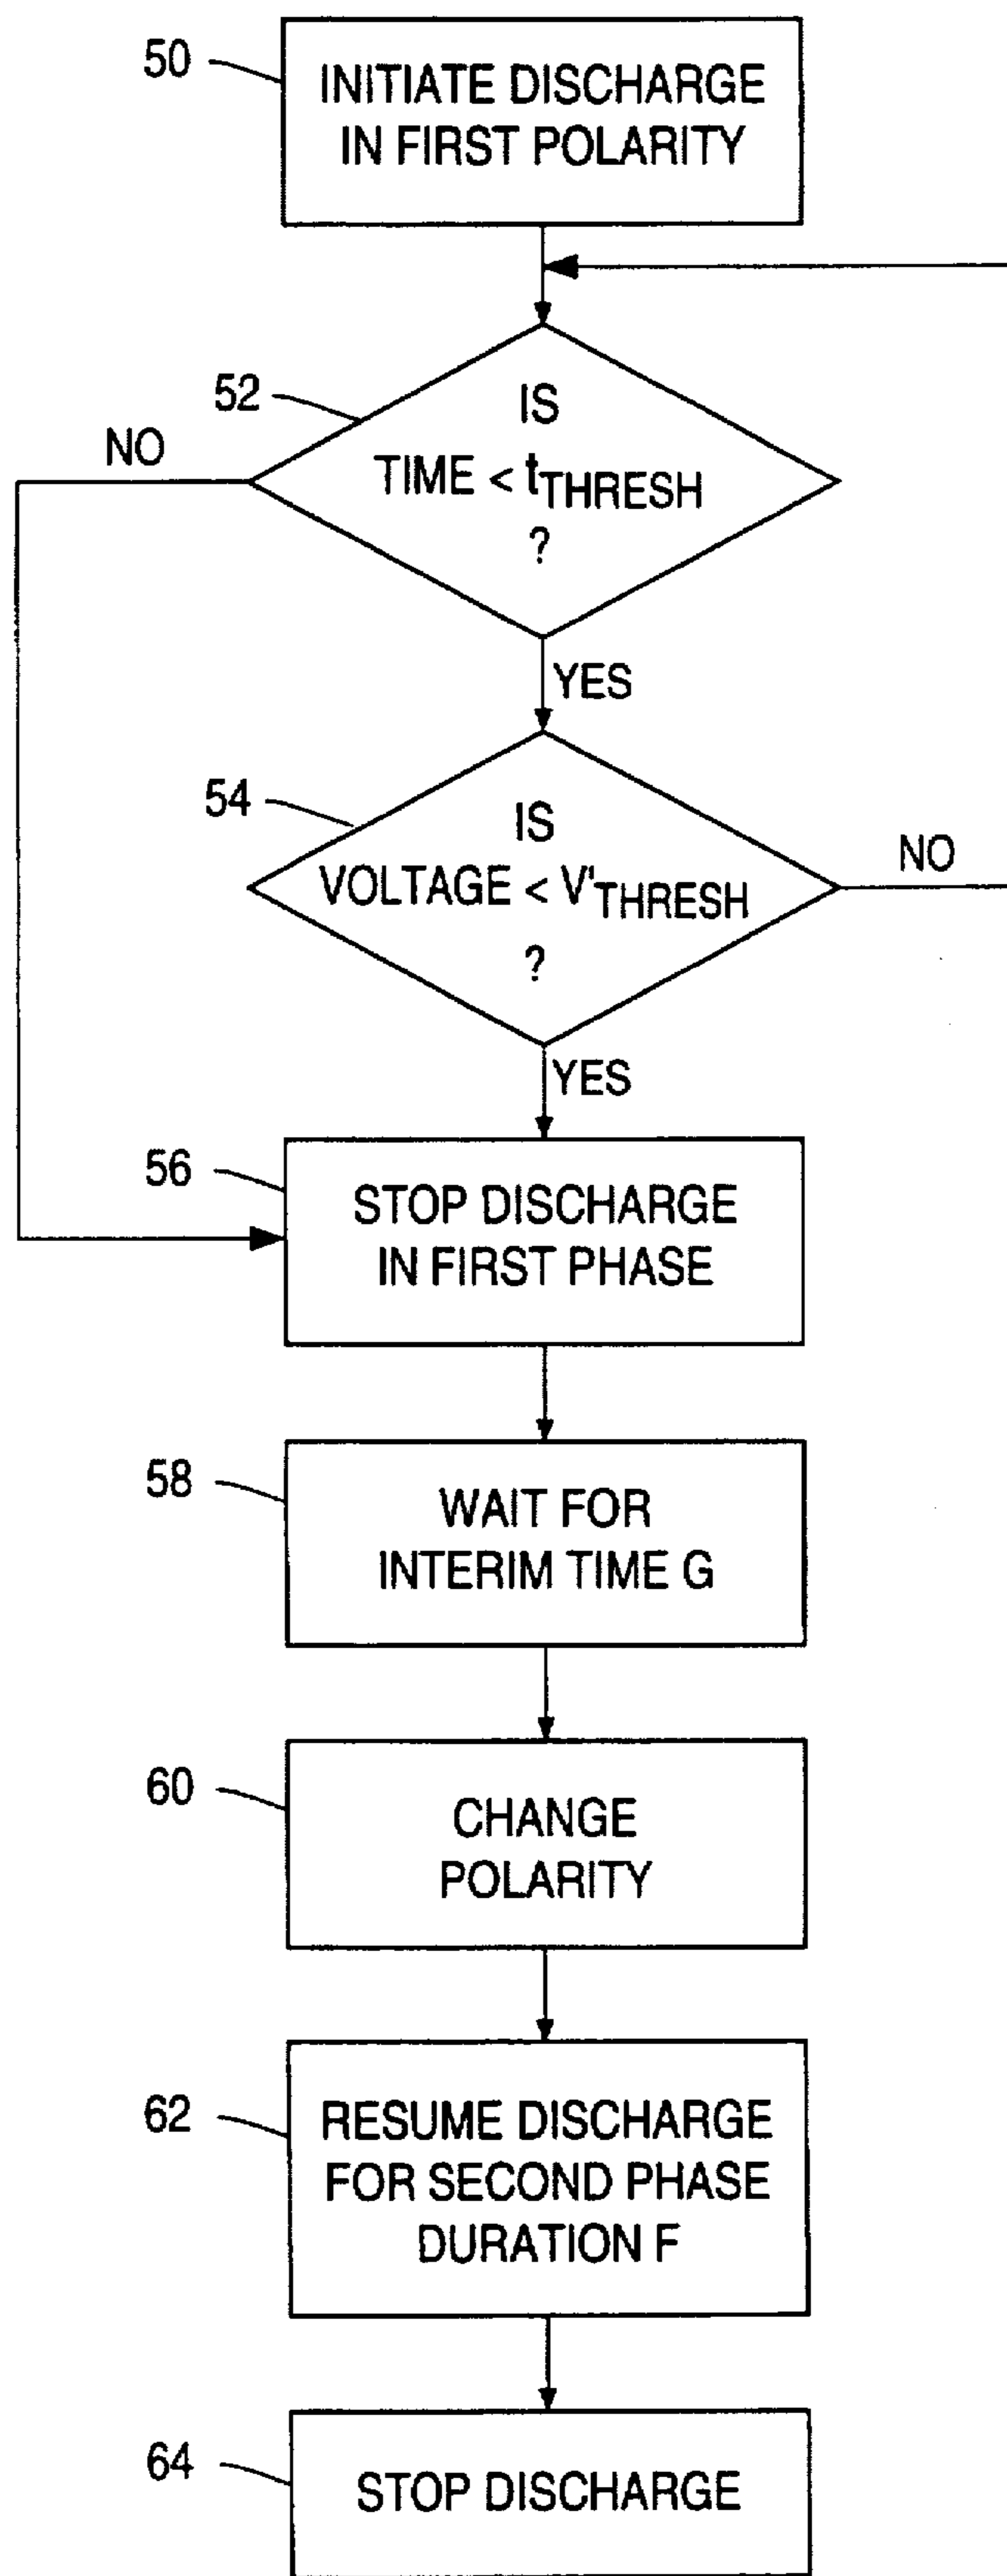 50
INITIATE DISCHARGE
IN FIRST POLARITY
52
IS
TIME < tTHRESH
?
NO
YES
54
IS
VOLTAGE < V'THRESH
?
NO
YES
56
STOP DISCHARGE
IN FIRST PHASE
58
WAIT FOR
INTERIM TIME G
60
CHANGE
POLARITY
62
RESUME DISCHARGE
FOR SECOND PHASE
DURATION F
64
STOP DISCHARGE